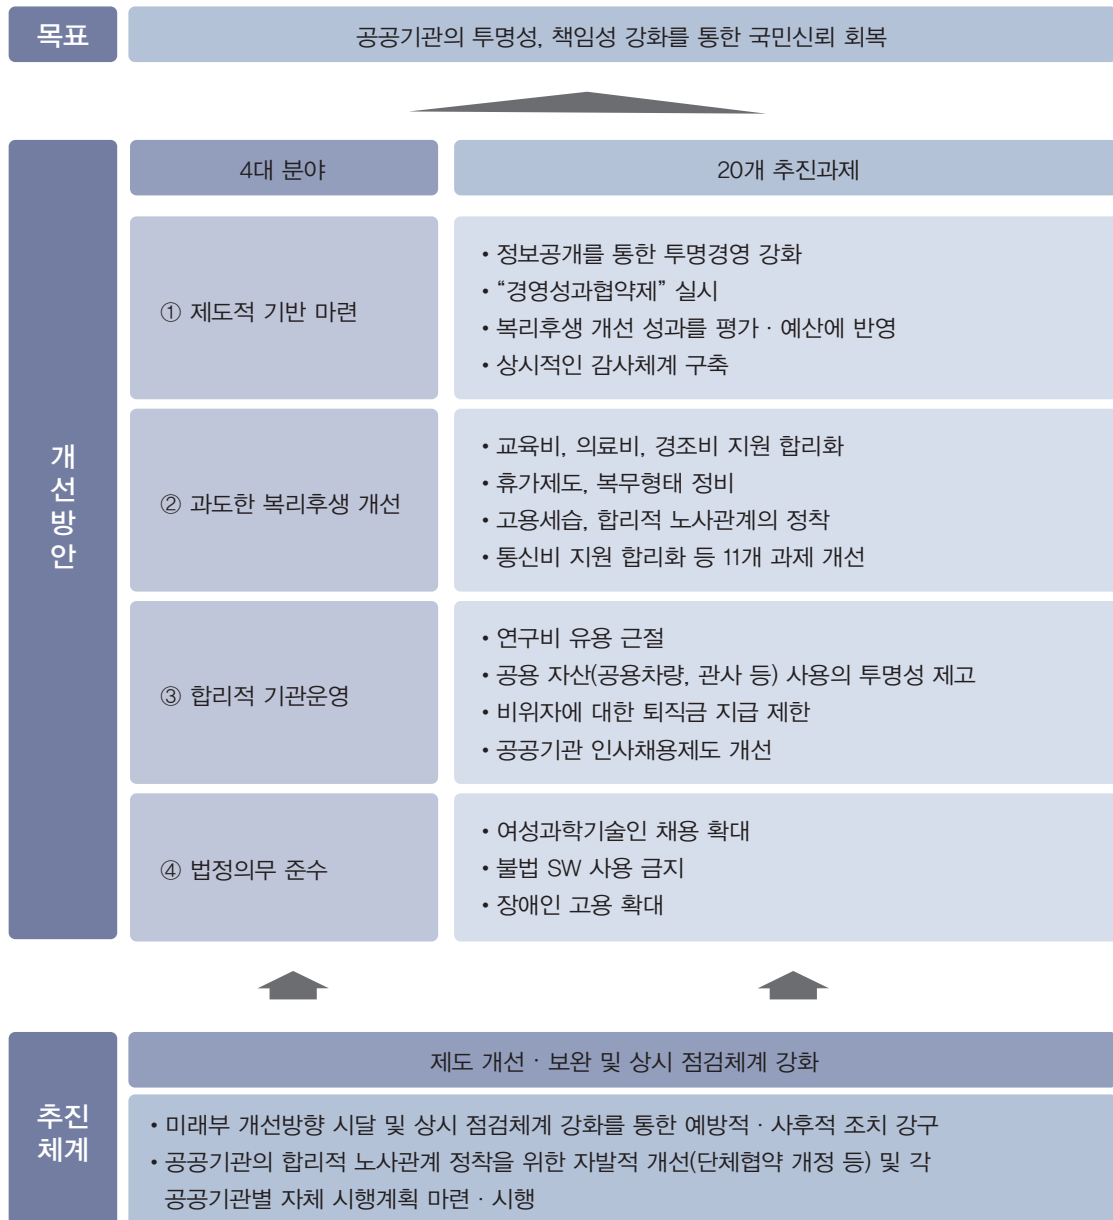 목표
공공기관의 투명성, 책임성 강화를 통한 국민신뢰 회복
개선방안
4대 분야
20개 추진과제
① 제도적 기반 마련
• 정보공개를 통한 투명경영 강화
• “경영성과협약제” 실시
• 복리후생 개선 성과를 평가 · 예산에 반영
• 상시적인 감사체계 구축
② 과도한 복리후생 개선
• 교육비, 의료비, 경조비 지원 합리화
• 휴가제도, 복무형태 정비
• 고용세습, 합리적 노사관계의 정착
• 통신비 지원 합리화 등 11개 과제 개선
③ 합리적 기관운영
• 연구비 유용 근절
• 공용 자산(공용차량, 관사 등) 사용의 투명성 제고
• 비위자에 대한 퇴직금 지급 제한
• 공공기관 인사채용제도 개선
④ 법정의무 준수
• 여성과학기술인 채용 확대
• 불법 SW 사용 금지
• 장애인 고용 확대
추진
체계
제도 개선 · 보완 및 상시 점검체계 강화
• 미래부 개선방향 시달 및 상시 점검체계 강화를 통한 예방적 · 사후적 조치 강구
• 공공기관의 합리적 노사관계 정착을 위한 자발적 개선(단체협약 개정 등) 및 각
공공기관별 자체 시행계획 마련 · 시행